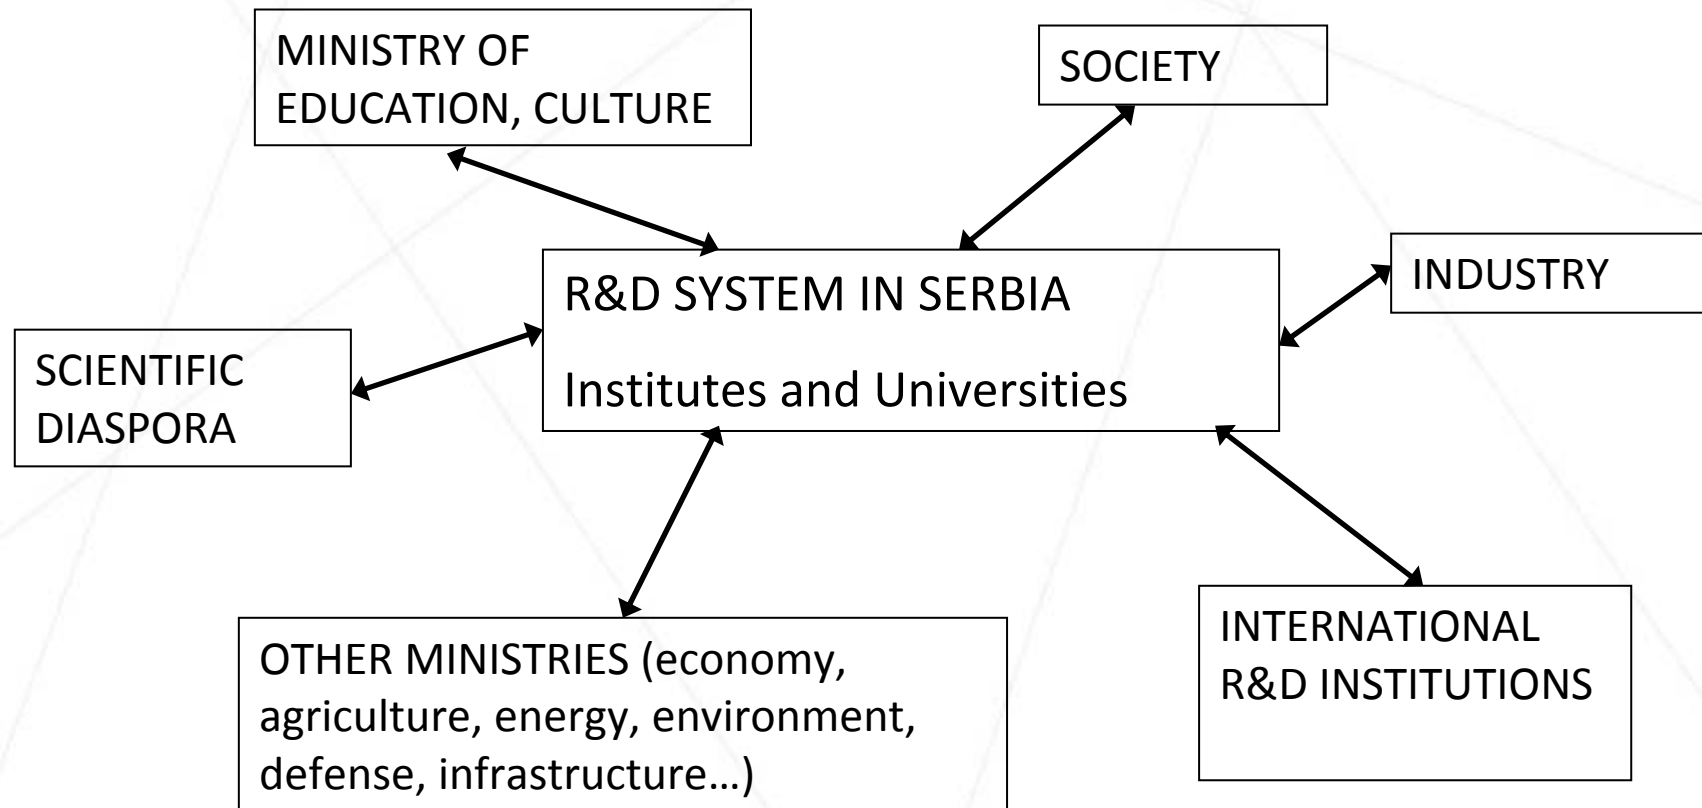 MINISTRY OF
EDUCATION, CULTURE
SOCIETY
R&D SYSTEM IN SERBIA
Institutes and Universities
INDUSTRY
SCIENTIFIC
DIASPORA
OTHER MINISTRIES (economy,
agriculture, energy, environment,
defense, infrastructure…)
INTERNATIONAL
R&D INSTITUTIONS